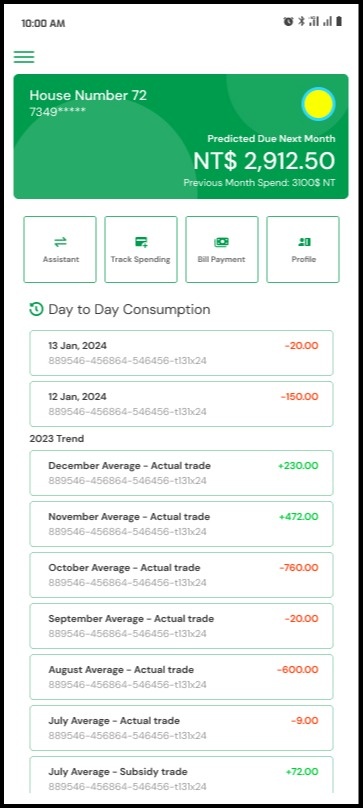 10:00 AM
House Number 72
7349*****
Predicted Due Next Month
NT$ 2,912.50
Previous Month Spend: 3100$ NT
Assistant
Track Spending
Bill Payment
Profile
Day to Day Consumption
13 Jan, 2024
-20.00
889546-456864-546456-t131x24
12 Jan, 2024
-150.00
889546-456864-546456-t131x24
2023 Trend
December Average - Actual trade
+230.00
889546-456864-546456-t131x24
November Average - Actual trade
+472.00
889546-456864-546456-t131x24
October Average - Actual trade
-760.00
889546-456864-546456-t131x24
September Average - Actual trade
-20.00
889546-456864-546456-t131x24
August Average - Actual trade
-600.00
889546-456864-546456-t131x24
July Average - Actual trade
-9.00
889546-456864-546456-t131x24
July Average - Subsidy trade
+72.00
889546-456864-546456-t131x24